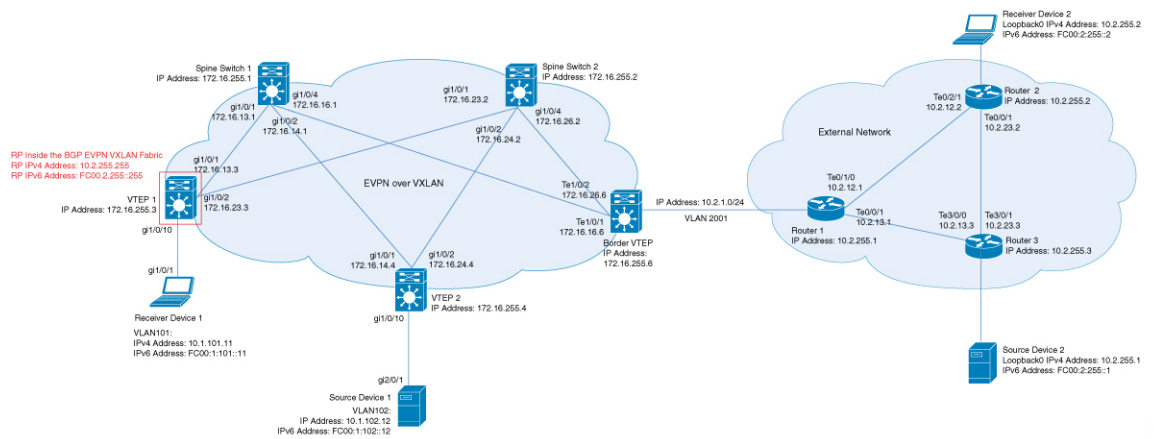 Receiver Device 2
Loopback0 IPv4 Address: 10.2.255.2
IPv6 Address: FC00:2:255::2
Spine Switch 1
IP Address: 172.16.255.1
Spine Switch 2
IP Address: 172.16.255.2
gi1/0/4
172.16.16.1
gi1/0/1
172.16.13.1
gi1/0/2
172.16.14.1
gi1/0/1
172.16.23.2
gi1/0/4
172.16.26.2
gi1/0/2
172.16.24.2
Te0/2/1
10.2.12.2
Router 2
IP Address: 10.2.255.2
Te0/0/1
10.2.23.2
External Network
RP Inside the BGP EVPN VXLAN Fabric
RP IPv4 Address: 10.2.255.255
RP IPv6 Address: FC00.2.255::255
gi1/0/1
172.16.13.3
EVPN over VXLAN
VTEP 1
IP Address: 172.16.255.3
gi1/0/2
172.16.23.3
gi1/0/10
Te1/0/2
172.16.26.6
Te1/0/1
172.16.16.6
Border VTEP
IP Address:
172.16.255.6
IP Address: 10.2.1.0/24
VLAN 2001
Te0/1/0
10.2.12.1
Te0/0/1
10.2.13.1
Router 1
IP Address: 10.2.255.1
Te3/0/0
10.2.13.3
Te3/0/1
10.2.23.3
Router 3
IP Address: 10.2.255.3
gi1/0/1
172.16.14.4
gi1/0/2
172.16.24.4
VTEP 2
IP Address: 172.16.255.4
gi1/0/10
gi1/0/1
Receiver Device 1
VLAN101:
IPv4 Address: 10.1.101.11
IPv6 Address: FC00:1:101::11
gi2/0/1
Source Device 1
VLAN102:
IP Address: 10.1.102.12
IPv6 Address: FC00:1:102::12
Source Device 2
Loopback0 IPv4 Address: 10.2.255.1
IPv6 Address: FC00:2:255::1